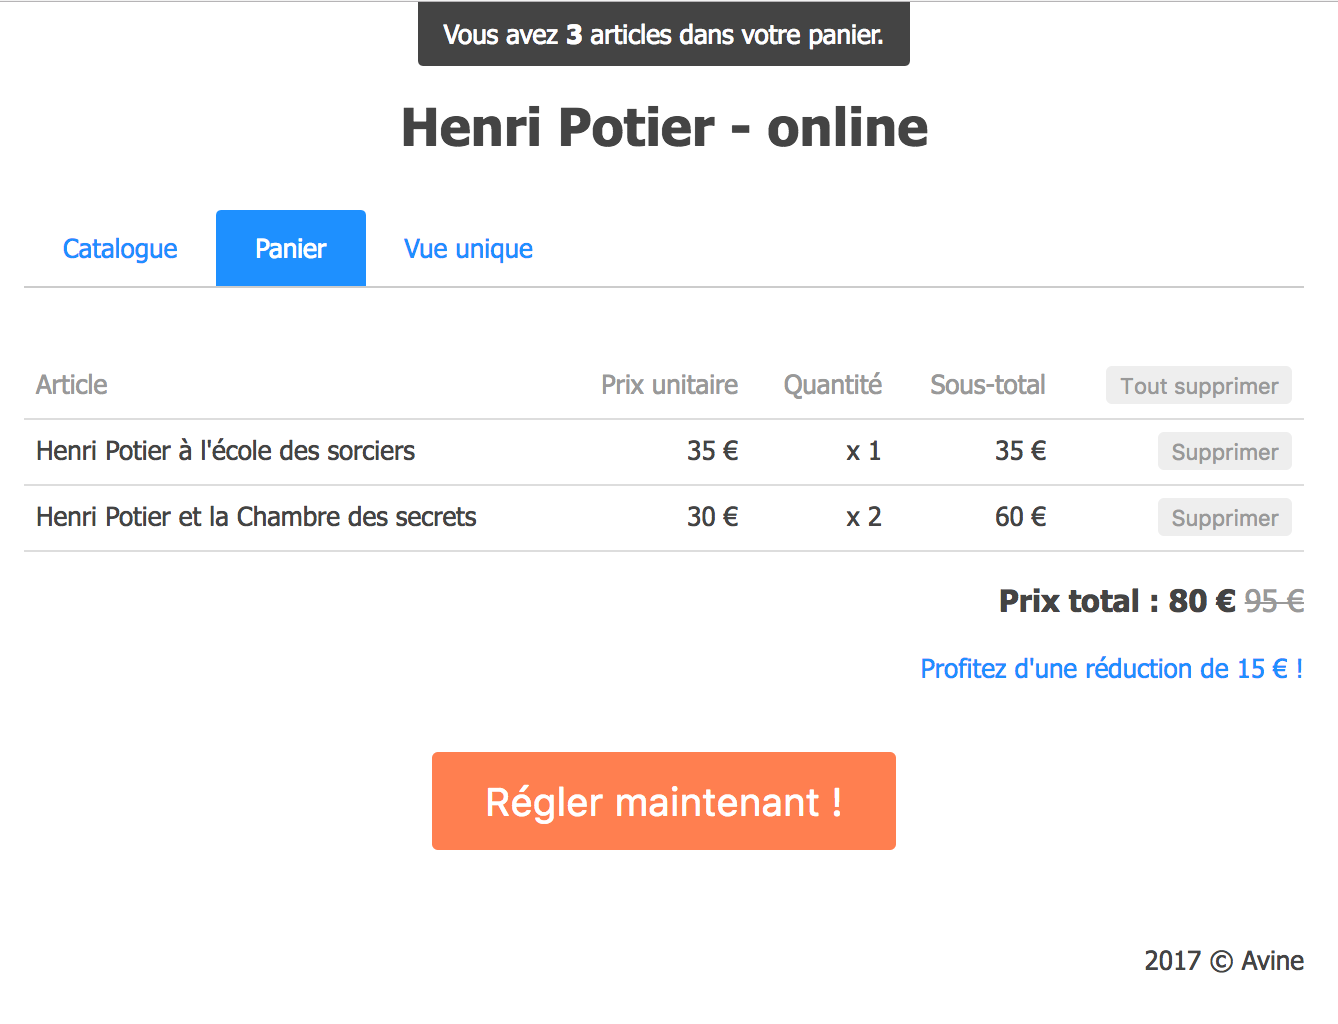 Vous avez 3 articles dans votre panier.
Henri Potier - online
Catalogue Panier Vue unique
Article Prix unitaire Quantité Sous-total Tout supprimer
Henri Potier à l'école des sorciers 35 € x 1 35 € Supprimer
Henri Potier et la Chambre des secrets 30 € x 2 60 € Supprimer
Prix total : 80 € 95 €
Profitez d'une réduction de 15 € !
Régler maintenant !
2017 © Avine